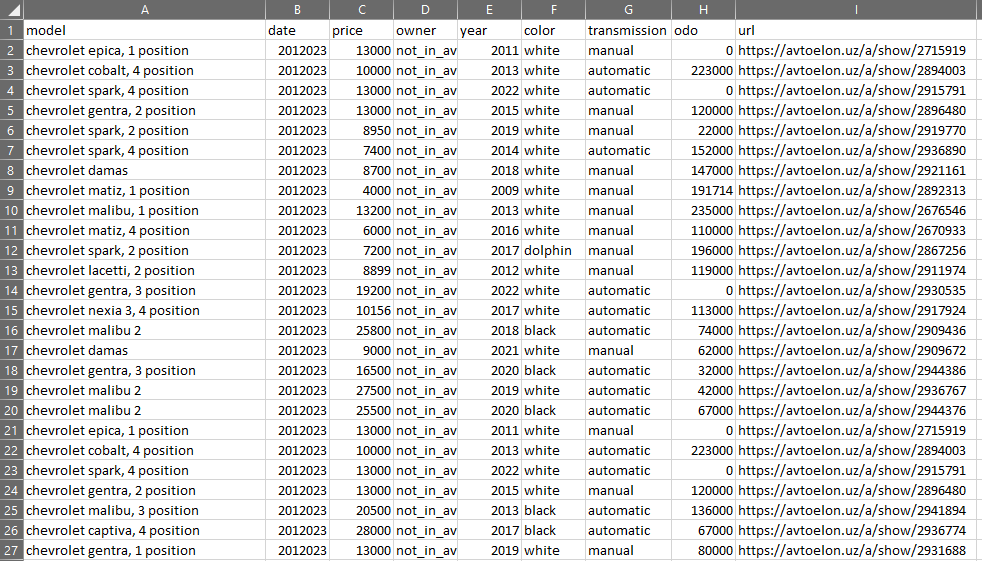 A B C D E F G H I
1 model date price owner year color transmission odo url
2 chevrolet epica, 1 position 2012023 13000 not_in_av 2011 white manual 0 https://avtoelon.uz/a/show/2715919
3 chevrolet cobalt, 4 position 2012023 10000 not_in_av 2013 white automatic 223000 https://avtoelon.uz/a/show/2894003
4 chevrolet spark, 4 position 2012023 13000 not_in_av 2022 white automatic 0 https://avtoelon.uz/a/show/2915791
5 chevrolet gentra, 2 position 2012023 13000 not_in_av 2015 white manual 120000 https://avtoelon.uz/a/show/2896480
6 chevrolet spark, 2 position 2012023 8950 not_in_av 2019 white manual 22000 https://avtoelon.uz/a/show/2919770
7 chevrolet spark, 4 position 2012023 7400 not_in_av 2014 white automatic 152000 https://avtoelon.uz/a/show/2936890
8 chevrolet damas 2012023 8700 not_in_av 2018 white manual 147000 https://avtoelon.uz/a/show/2921161
9 chevrolet matiz, 1 position 2012023 4000 not_in_av 2009 white manual 191714 https://avtoelon.uz/a/show/2892313
10 chevrolet malibu, 1 position 2012023 13200 not_in_av 2013 white manual 235000 https://avtoelon.uz/a/show/2676546
11 chevrolet matiz, 4 position 2012023 6000 not_in_av 2016 white manual 110000 https://avtoelon.uz/a/show/2670933
12 chevrolet spark, 2 position 2012023 7200 not_in_av 2017 dolphin manual 196000 https://avtoelon.uz/a/show/2867256
13 chevrolet lacetti, 2 position 2012023 8899 not_in_av 2012 white manual 119000 https://avtoelon.uz/a/show/2911974
14 chevrolet gentra, 3 position 2012023 19200 not_in_av 2022 white automatic 0 https://avtoelon.uz/a/show/2930535
15 chevrolet nexia 3, 4 position 2012023 10156 not_in_av 2017 white automatic 113000 https://avtoelon.uz/a/show/2917924
16 chevrolet malibu 2 2012023 25800 not_in_av 2018 black automatic 74000 https://avtoelon.uz/a/show/2909436
17 chevrolet damas 2012023 9000 not_in_av 2021 white manual 62000 https://avtoelon.uz/a/show/2909672
18 chevrolet gentra, 3 position 2012023 16500 not_in_av 2020 black automatic 32000 https://avtoelon.uz/a/show/2944386
19 chevrolet malibu 2 2012023 27500 not_in_av 2019 white automatic 42000 https://avtoelon.uz/a/show/2936767
20 chevrolet malibu 2 2012023 25500 not_in_av 2020 black automatic 67000 https://avtoelon.uz/a/show/2944376
21 chevrolet epica, 1 position 2012023 13000 not_in_av 2011 white manual 0 https://avtoelon.uz/a/show/2715919
22 chevrolet cobalt, 4 position 2012023 10000 not_in_av 2013 white automatic 223000 https://avtoelon.uz/a/show/2894003
23 chevrolet spark, 4 position 2012023 13000 not_in_av 2022 white automatic 0 https://avtoelon.uz/a/show/2915791
24 chevrolet gentra, 2 position 2012023 13000 not_in_av 2015 white manual 120000 https://avtoelon.uz/a/show/2896480
25 chevrolet malibu, 3 position 2012023 20500 not_in_av 2013 black automatic 136000 https://avtoelon.uz/a/show/2941894
26 chevrolet captiva, 4 position 2012023 28000 not_in_av 2017 black automatic 67000 https://avtoelon.uz/a/show/2936774
27 chevrolet gentra, 1 position 2012023 13000 not_in_av 2019 white manual 80000 https://avtoelon.uz/a/show/2931688